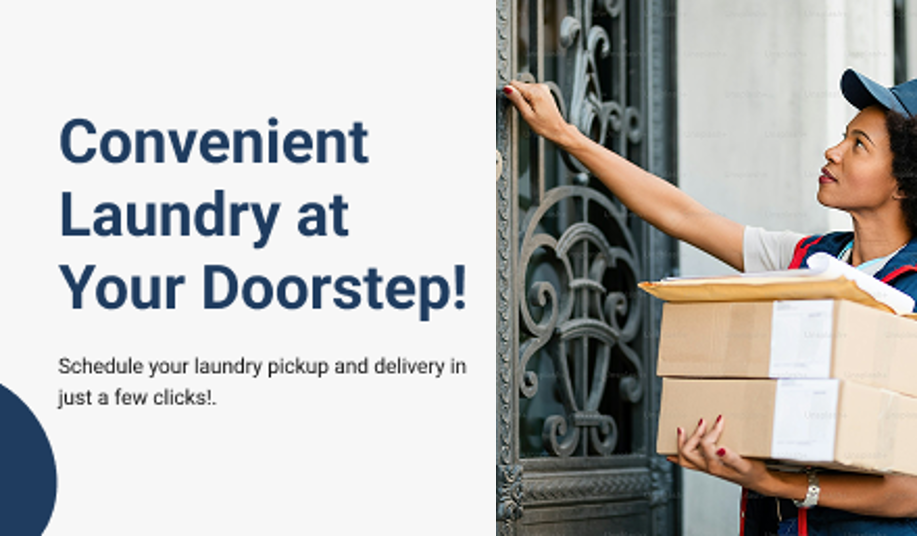 Convenient
Laundry at
Your Doorstep!
Schedule your laundry pickup and delivery in
just a few clicks!.